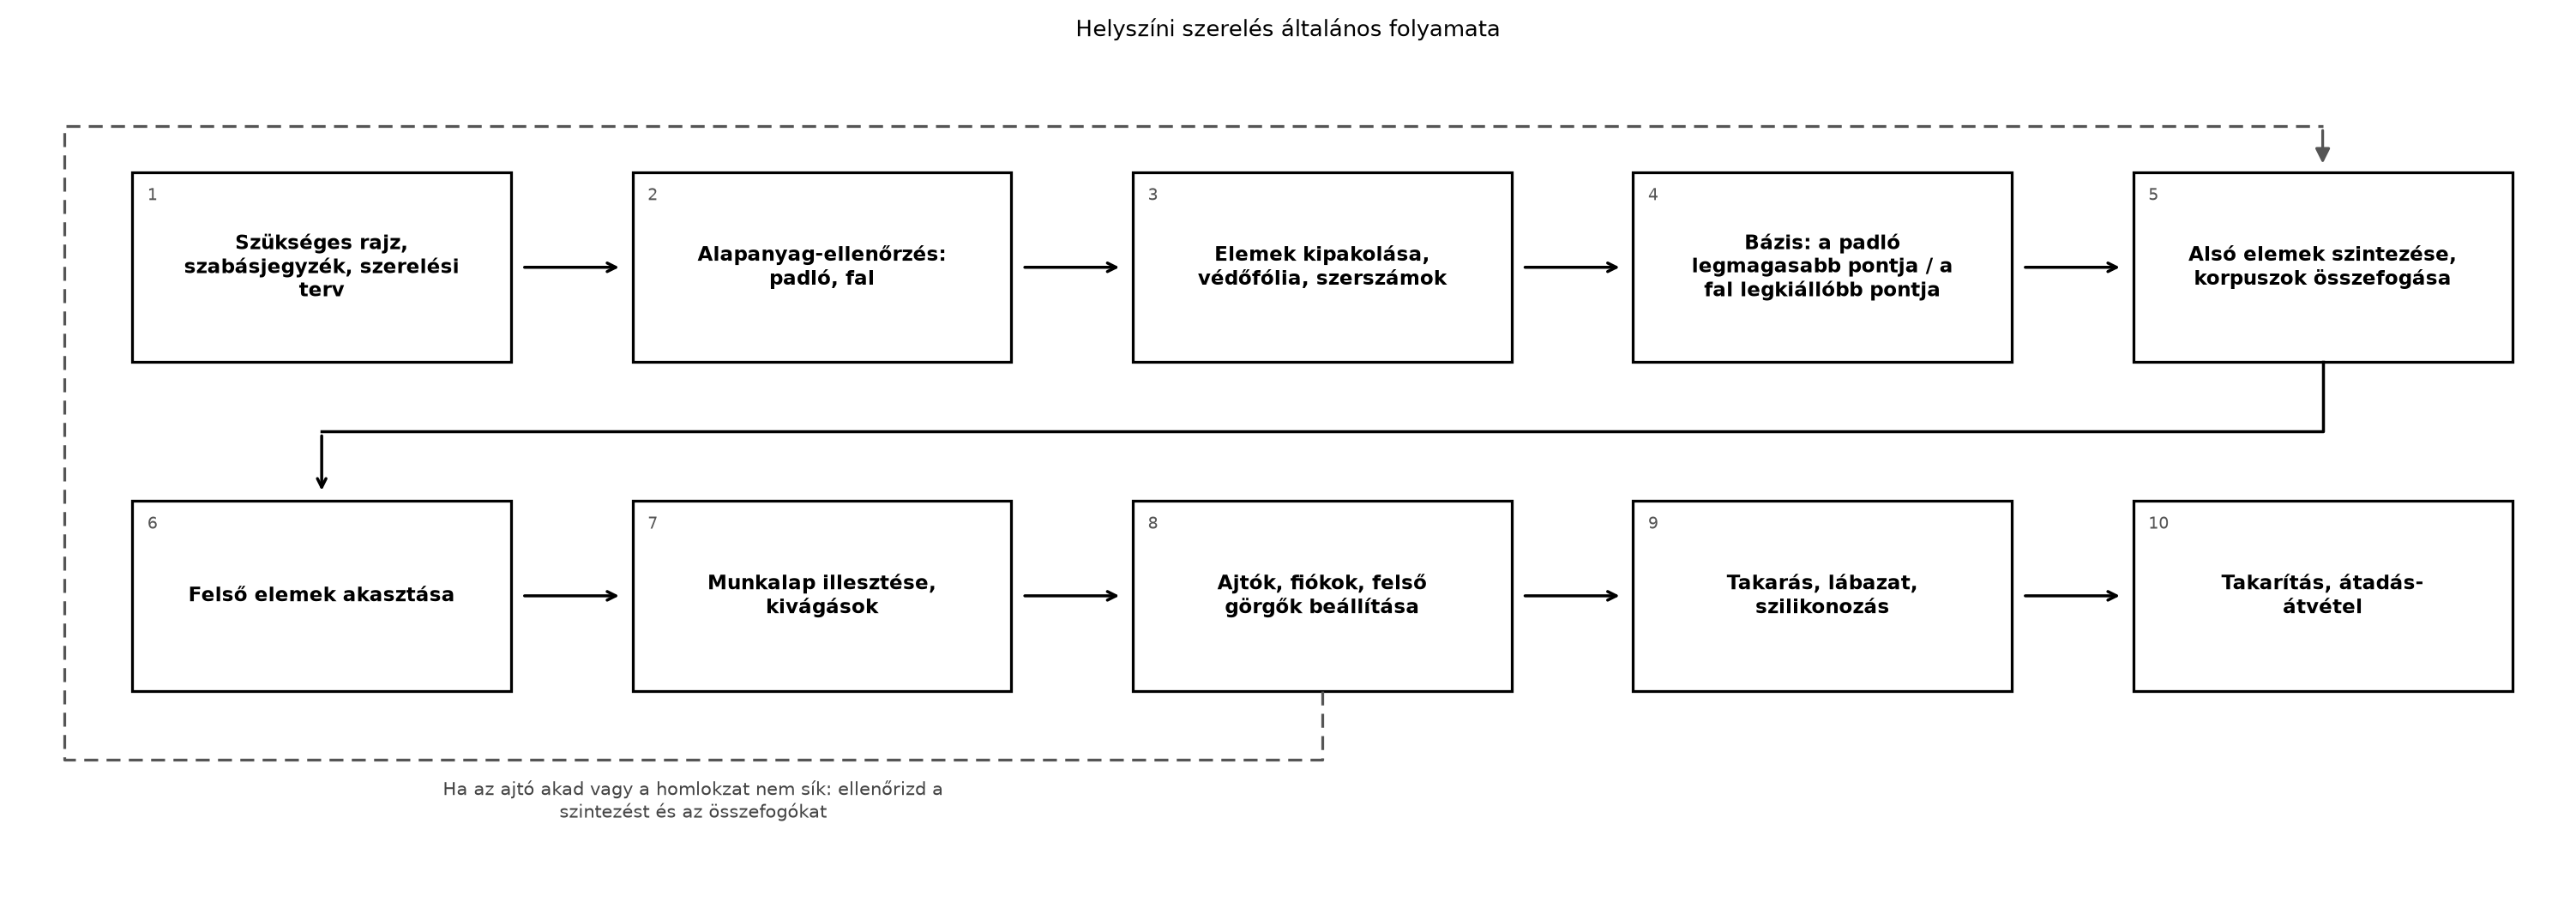 Helyszíni szerelés általános folyamata
1
Szükséges rajz,
szabásjegyzék, szerelési
terv
2
Alapanyag-ellenőrzés:
padló, fal
3
Elemek kipakolása,
védőfólia, szerszámok
4
Bázis: a padló
legmagasabb pontja / a
fal legkiállóbb pontja
5
Alsó elemek szintezése,
korpuszok összefogása
6
Felső elemek akasztása
7
Munkalap illesztése,
kivágások
8
Ajtók, fiókok, felső
görgők beállítása
9
Takarás, lábazat,
szilikonozás
10
Takarítás, átadás-
átvétel
Ha az ajtó akad vagy a homlokzat nem sík: ellenőrizd a
szintezést és az összefogókat